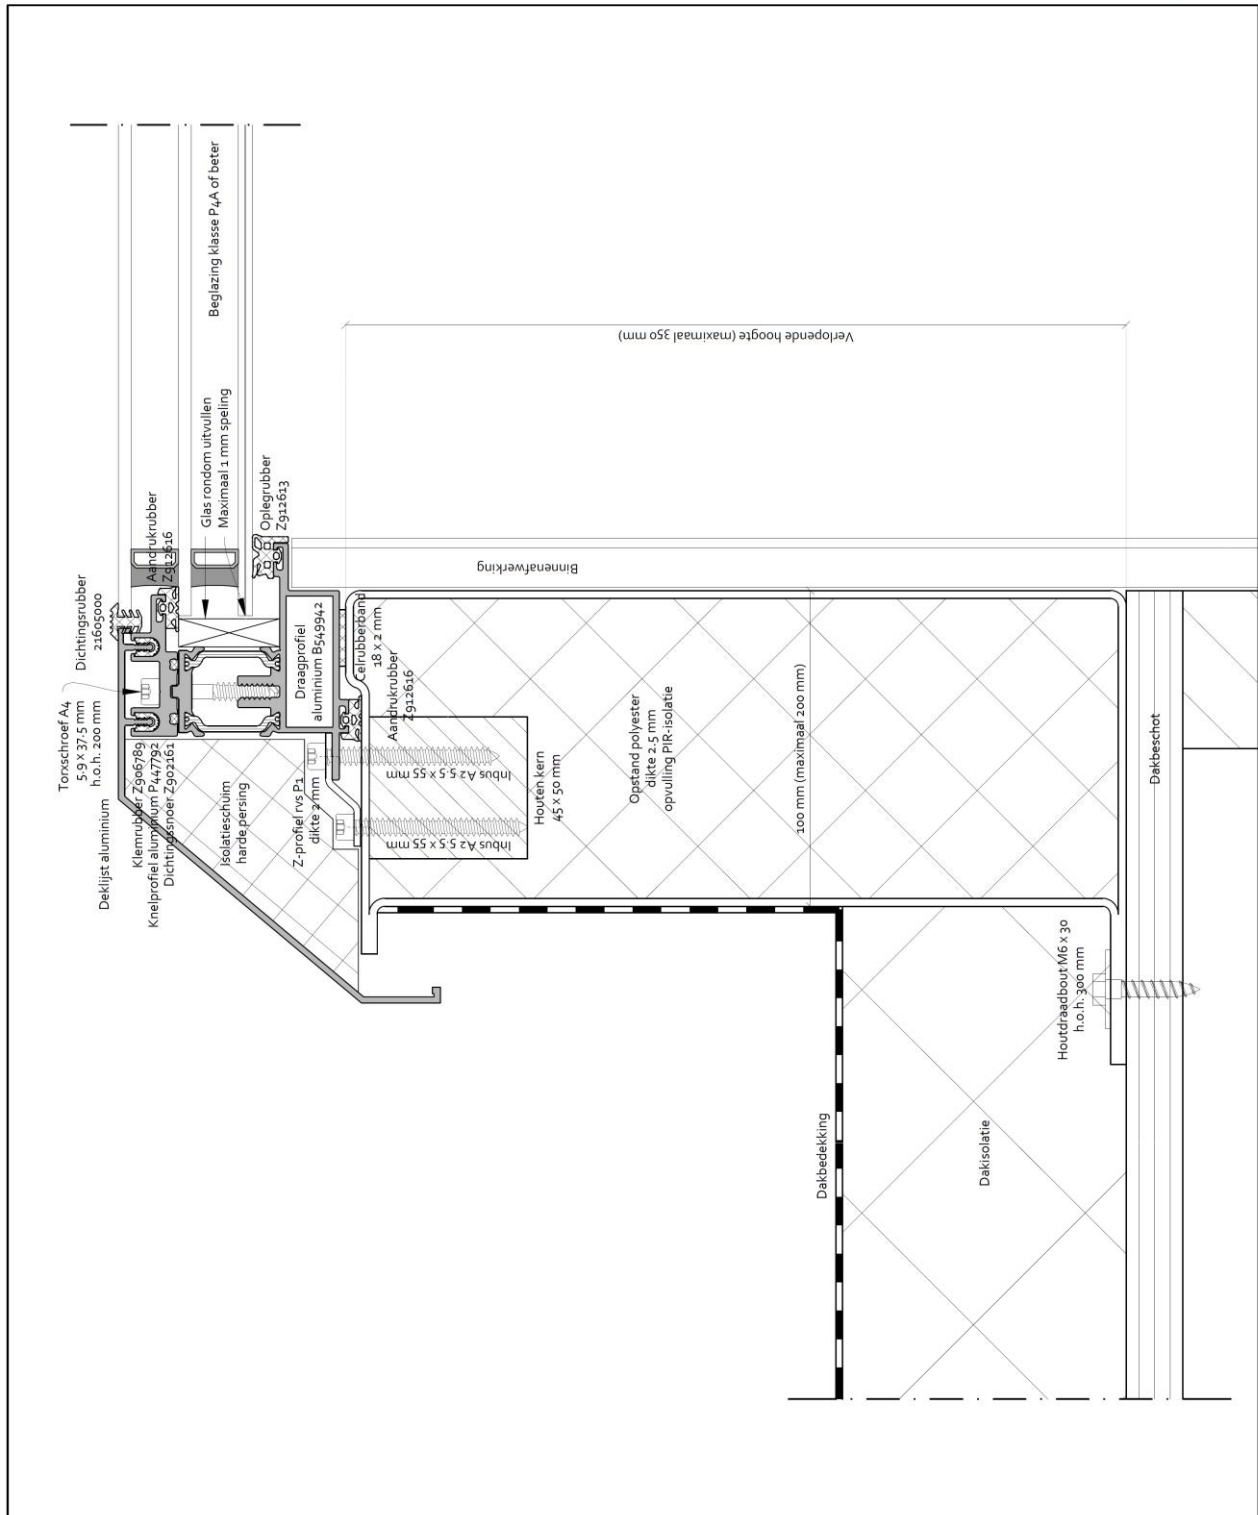 Torxschroef A4
5.9 x 37.5 mm
h.o.h. 200 mm
Dichtingsrubber
21605000
Aandrukrubber
Z912616
Glas rondom uitvullen
Maximaal 1 mm speling
Beglazing klasse P4A of beter
Oplegrubber
Z912613
Deklijst aluminium
Klemrubber Z906789
Knelprofiel aluminium P447792
Dichtingssnoer Z902161
Isolatieschuim
harde persing
Z-profiel rvs P1
dikte 2 mm
Draagprofiel
aluminium B549942
Celrubberband
18 x 2 mm
Aandrukrubber
Z912616
Inbus A2 5.5 x 55 mm
Inbus A2 5.5 x 55 mm
Houten kern
45 x 50 mm
Binnenafwerking
Verlopende hoogte (maximaal 350 mm)
Opstand polyester
dikte 2.5 mm
opvulling PIR-isolatie
100 mm (maximaal 200 mm)
Dakbedekking
Dakisolatie
Houtdraadbout M6 x 30
h.o.h. 300 mm
Dakbeschot